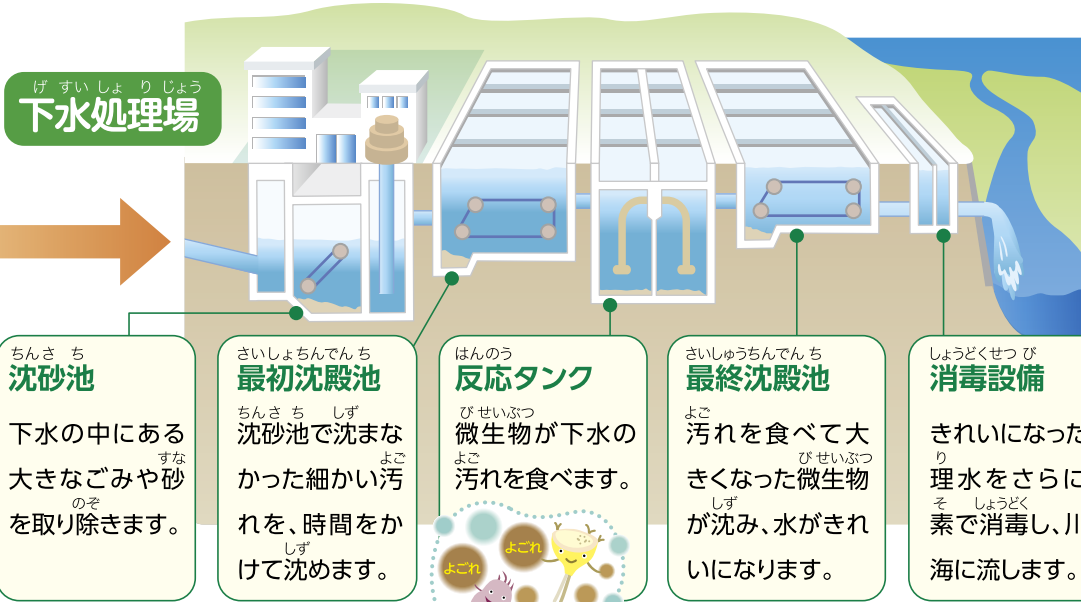 げすいしょりじょう
下水処理場
ちんさち
沈砂池
下水の中にある
すな
大きなごみや砂
のぞ
を取り除きます。
さいしょちんでんち
最初沈殿池
ちんさち しず
沈砂池で沈まな
よご
かった細かい汚
れを、時間をか
しず
けて沈めます。
はんのう
反応タンク
びせいぶつ
微生物が下水の
よご
汚れを食べます。
よごれ
よごれ
さいしゅうちんでんち
最終沈殿池
よご
汚れを食べて大
びせいぶつ
きくなった微生物
しず
が沈み、水がきれ
いになります。
しょうどくせつび
消毒設備
きれいになった
り
理水をさらに
そ しょうどく
素で消毒し、川
海に流します。